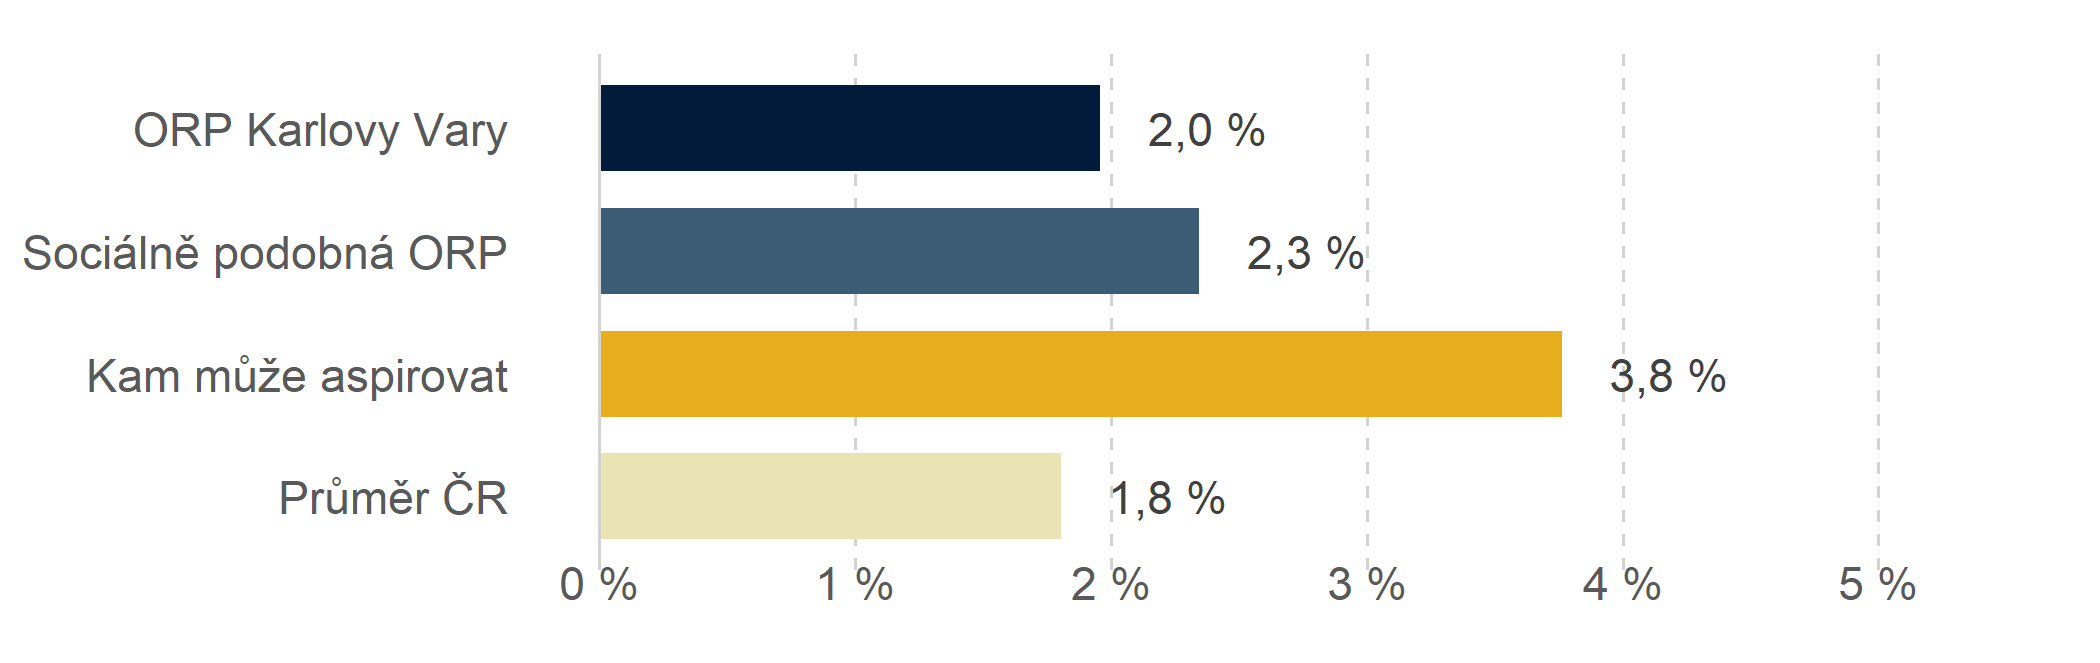 ORP Karlovy Vary
2,0 %
Sociálně podobná ORP
2,3 %
Kam může aspirovat
3,8 %
Průměr ČR
1,8 %
0 %
1 %
2 %
3 %
4 %
5 %